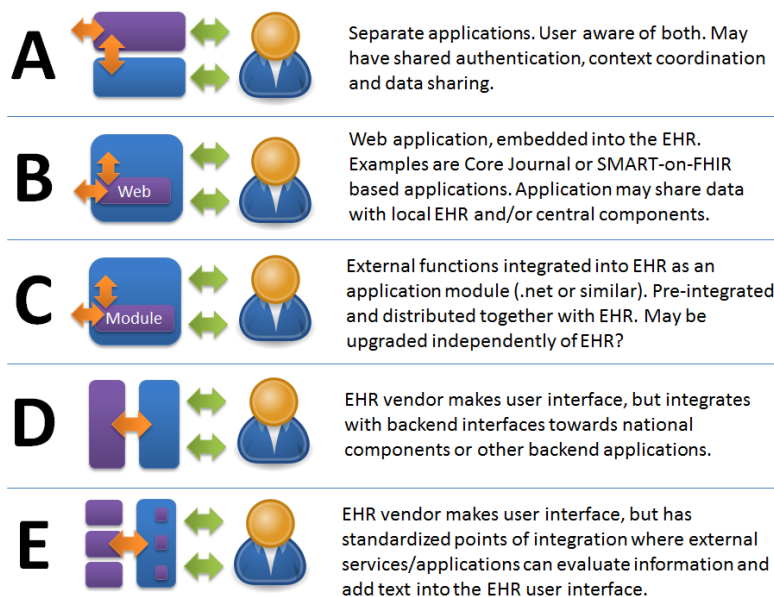 A
Separate applications. User aware of both. May
have shared authentication, context coordination
and data sharing.
B
Web
Web application, embedded into the EHR.
Examples are Core Journal or SMART-on-FHIR
based applications. Application may share data
with local EHR and/or central components.
C
Module
External functions integrated into EHR as an
application module (.net or similar). Pre-integrated
and distributed together with EHR. May be
upgraded independently of EHR?
D
EHR vendor makes user interface, but integrates
with backend interfaces towards national
components or other backend applications.
E
EHR vendor makes user interface, but has
standardized points of integration where external
services/applications can evaluate information and
add text into the EHR user interface.